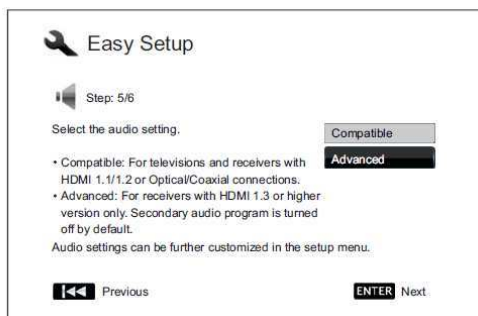 Easy Setup
Step: 5/6
Select the audio setting.
Compatible
Advanced
• Compatible: For televisions and receivers with
HDMI 1.1/1.2 or Optical/Coaxial connections.
• Advanced: For receivers with HDMI 1.3 or higher
version only. Secondary audio program is turned
off by default.
Audio settings can be further customized in the setup menu.
Previous
ENTER Next